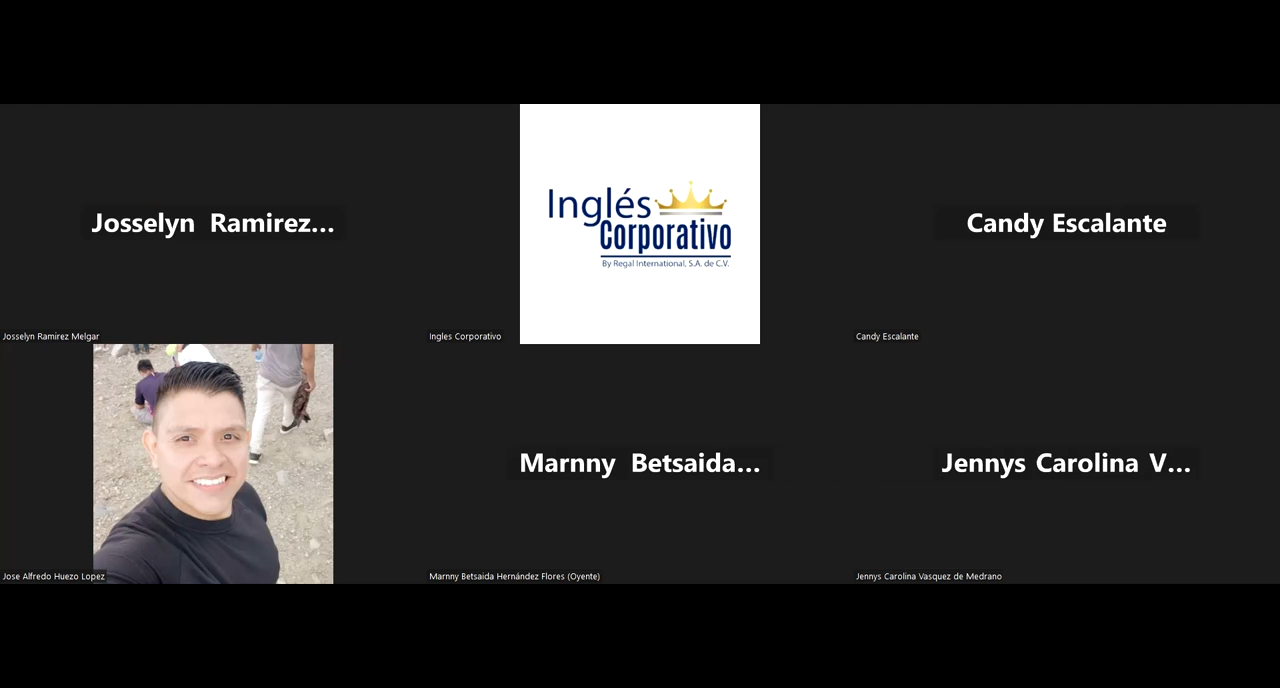 Josselyn Ramirez...
Josselyn Ramirez Melgar
Inglés
Corporativo
By Regal International, S.A. de C.V.
Ingles Corporativo
Candy Escalante
Candy Escalante
Jose Alfredo Huezo Lopez
Marnny Betsaida...
Marnny Betsaida Hernández Flores (Oyente)
Jennys Carolina V...
Jennys Carolina Vasquez de Medrano